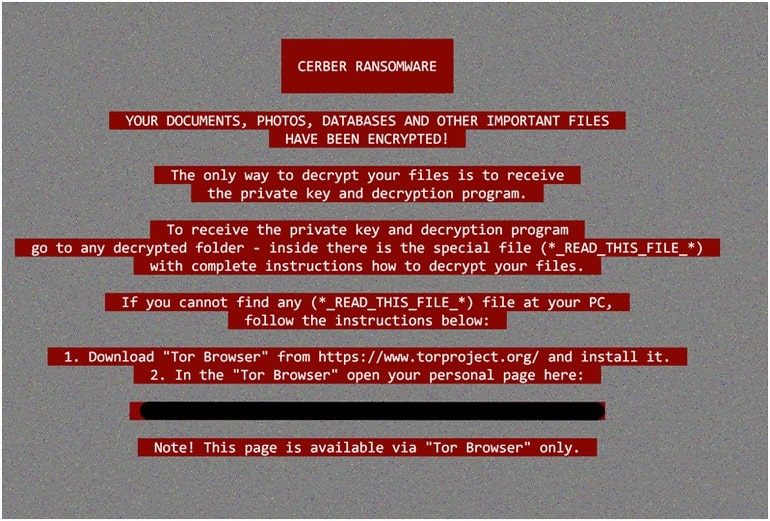 CERBER RANSOMWARE
YOUR DOCUMENTS, PHOTOS, DATABASES AND OTHER IMPORTANT FILES
HAVE BEEN ENCRYPTED!
The only way to decrypt your files is to receive
the private key and decryption program.
To receive the private key and decryption program
go to any decrypted folder - inside there is the special file (*_READ_THIS_FILE_*)
with complete instructions how to decrypt your files.
If you cannot find any (*_READ_THIS_FILE_*) file at your PC,
follow the instructions below:
1. Download "Tor Browser" from https://www.torproject.org/ and install it.
2. In the "Tor Browser" open your personal page here:
Note! This page is available via "Tor Browser" only.